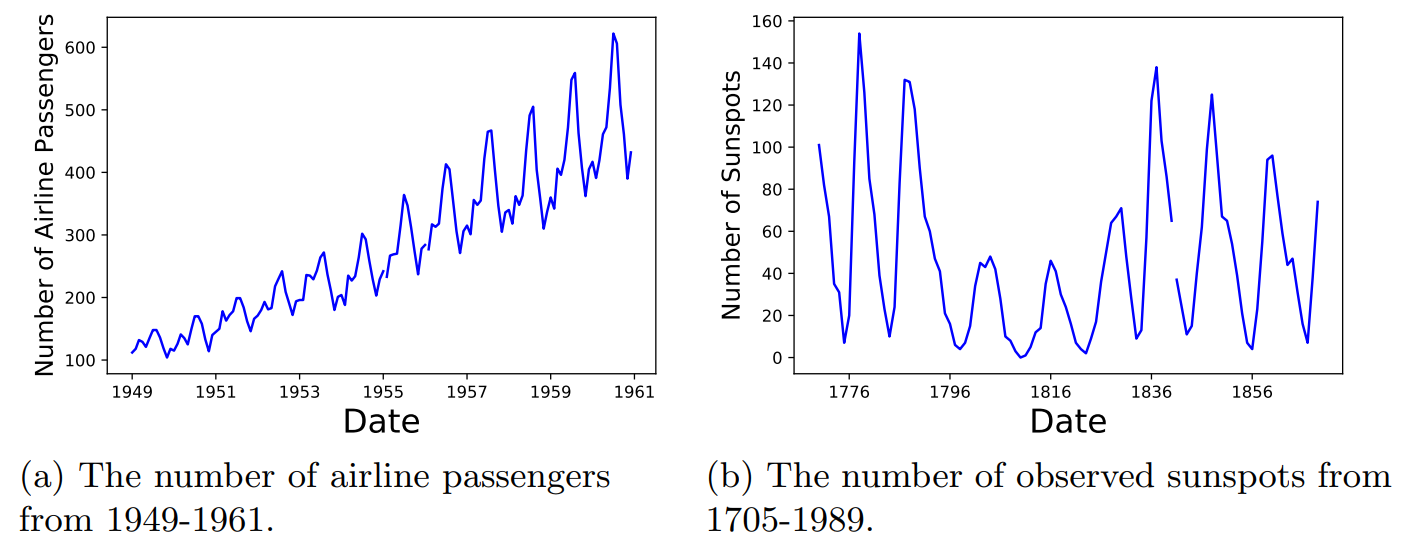 Number of Airline Passengers
600
500
400
300
200
100
1949 1951 1953 1955 1957 1959 1961
Date
(a) The number of airline passengers
from 1949-1961.
Number of Sunspots
160
140
120
100
80
60
40
20
0
1776 1796 1816 1836 1856
Date
(b) The number of observed sunspots from
1705-1989.